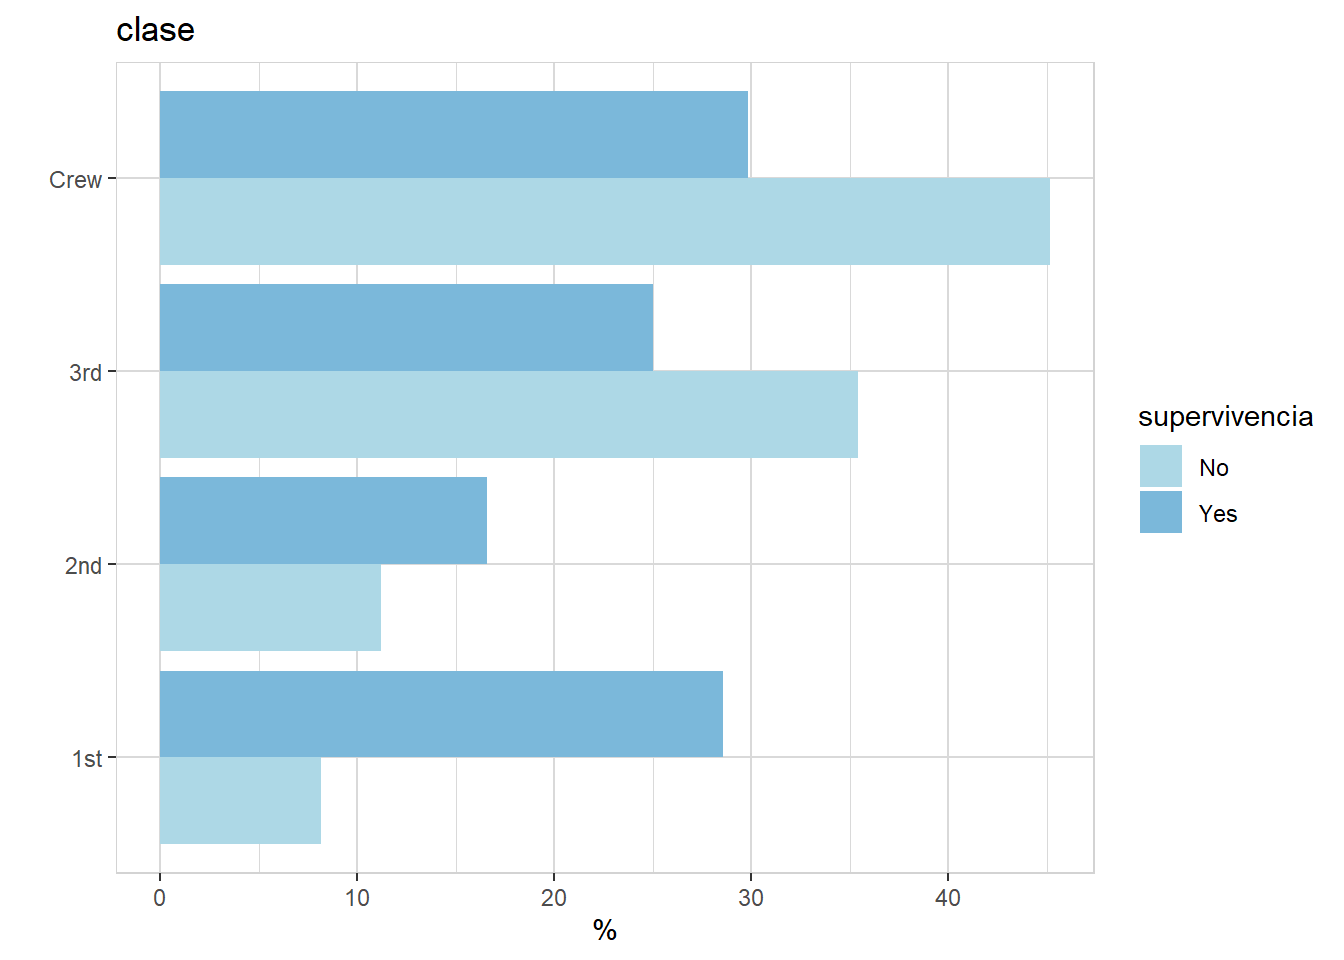 clase
Crew
3rd
2nd
1st
0 10 20 30 40
%
supervivencia
No
Yes